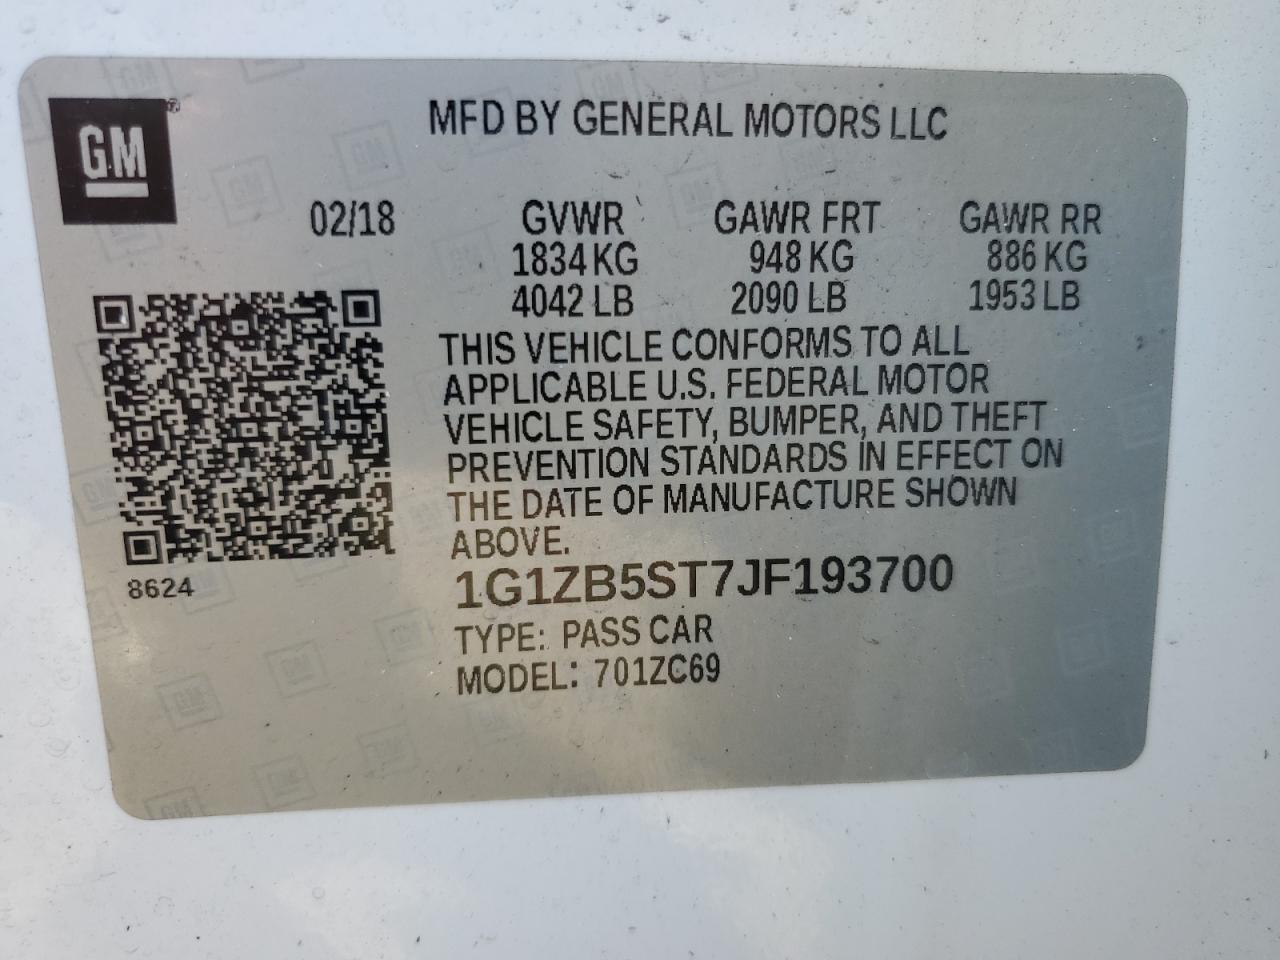 GM®
MFD BY GENERAL MOTORS LLC
02/18
GVWR GAWR FRT GAWR RR
1834 KG 948 KG 886 KG
4042 LB 2090 LB 1953 LB
THIS VEHICLE CONFORMS TO ALL
APPLICABLE U.S. FEDERAL MOTOR
VEHICLE SAFETY, BUMPER, AND THEFT
PREVENTION STANDARDS IN EFFECT ON
THE DATE OF MANUFACTURE SHOWN
ABOVE.
8624
1G1ZB5ST7JF193700
TYPE: PASS CAR
MODEL: 701ZC69